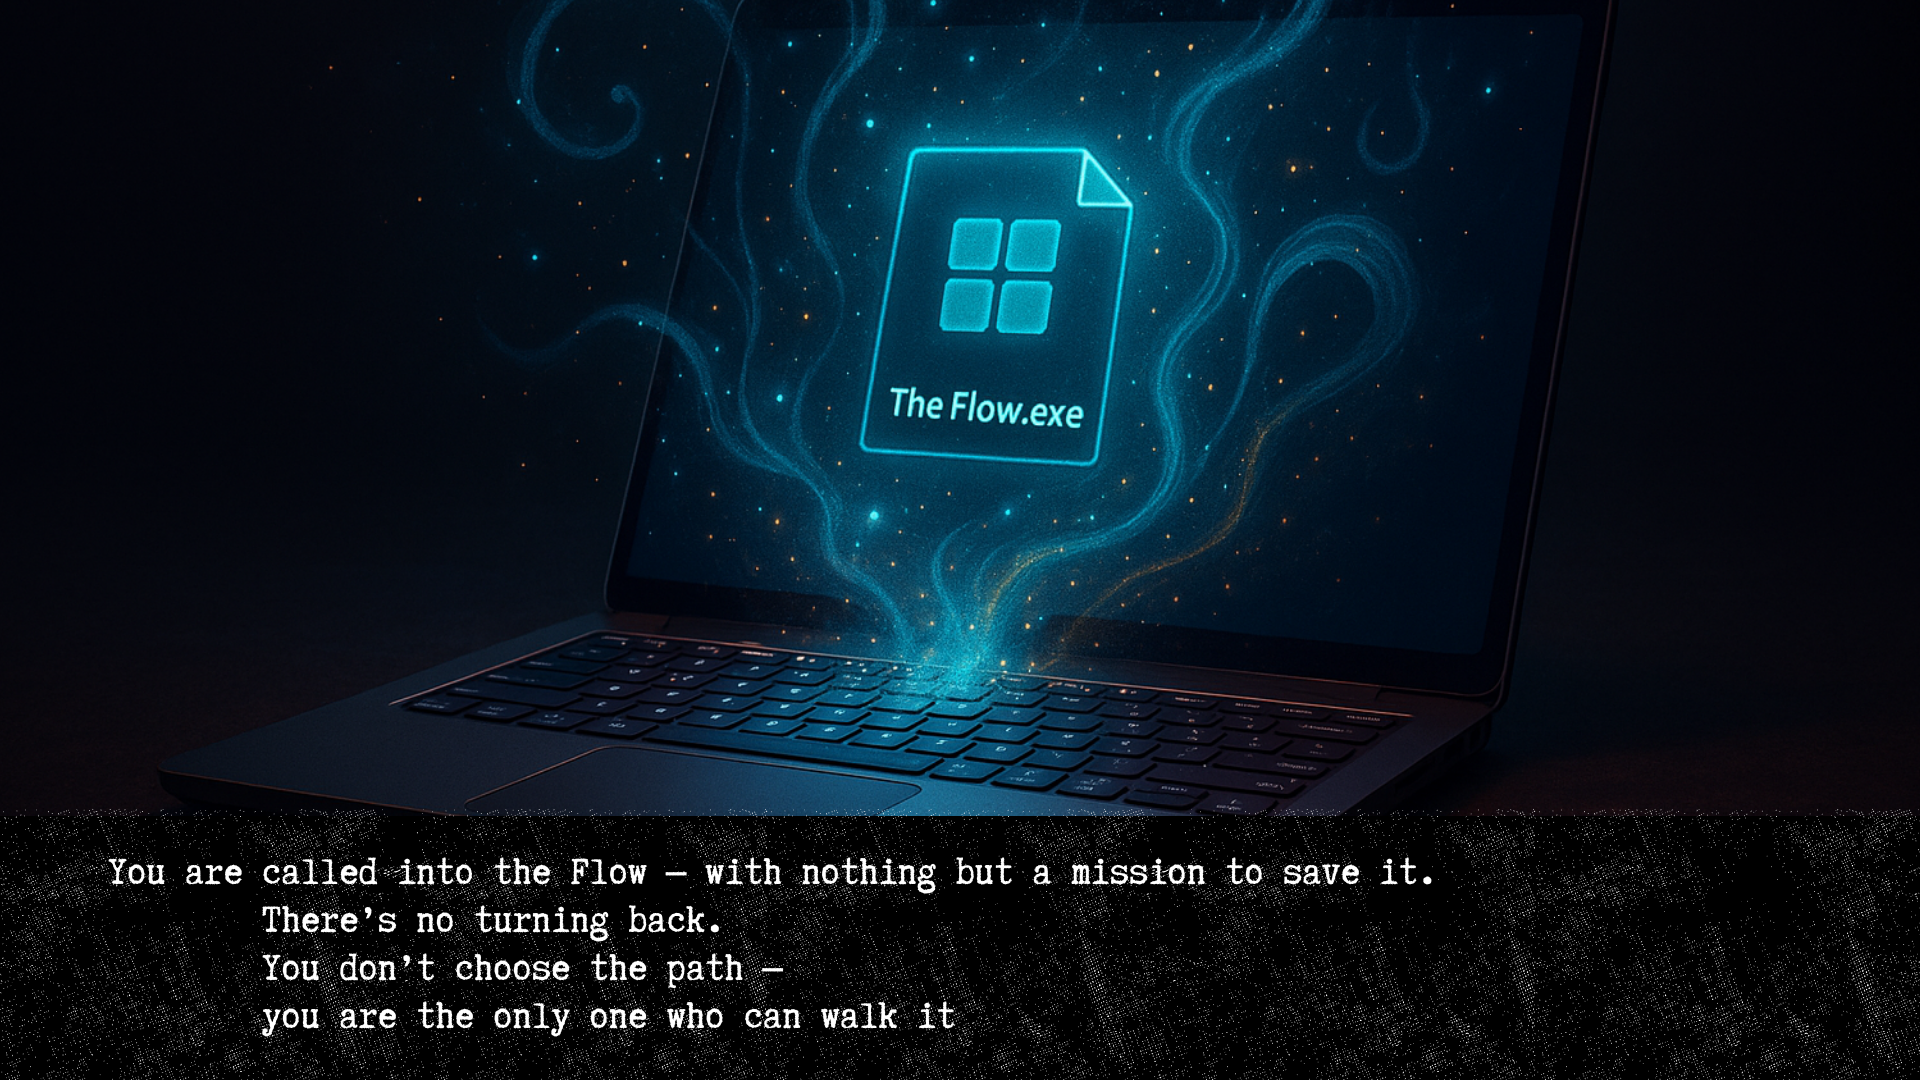 The Flow.exe
You are called into the Flow — with nothing but a mission to save it.
There's no turning back.
You don't choose the path —
you are the only one who can walk it